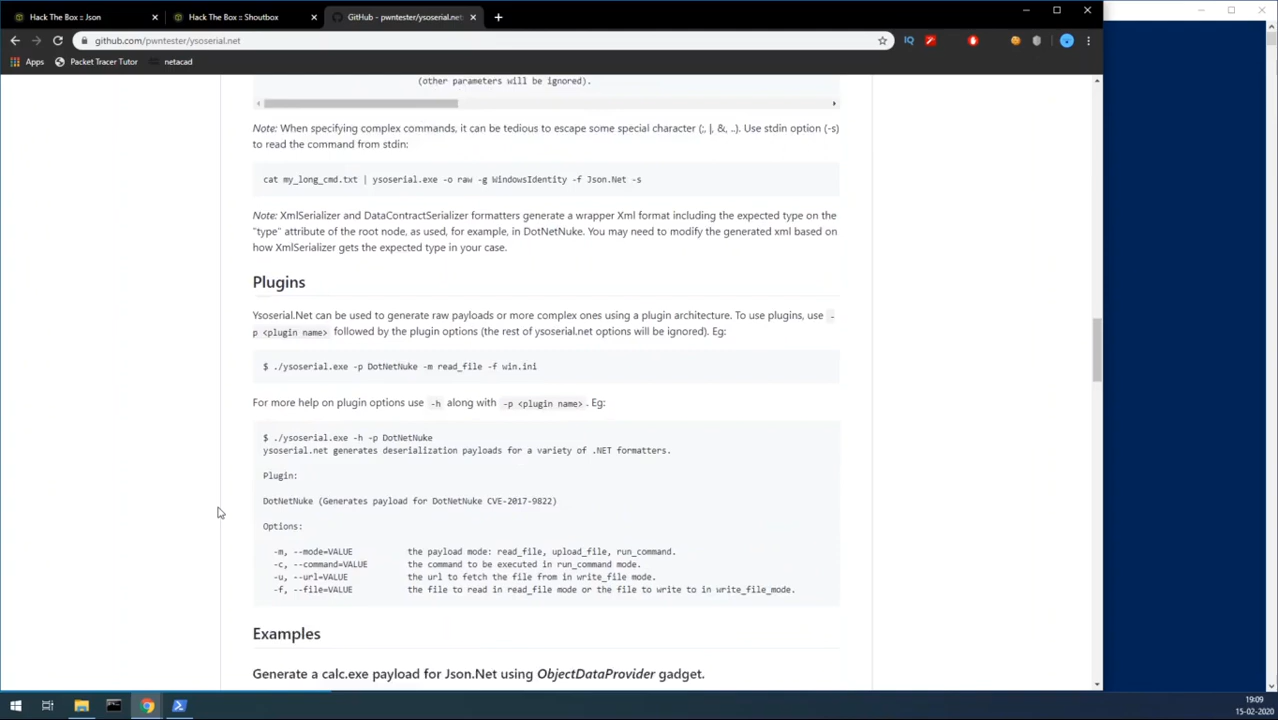 Hack The Box :: Json
Hack The Box :: Shoutbox
GitHub - pwntester/ysoserial.net:
github.com/pwntester/ysoserial.net
Apps
Packet Tracer Tutor
netacad
(other parameters will be ignored).
Note: When specifying complex commands, it can be tedious to escape some special character (;, |, &, ..). Use stdin option (-s)
to read the command from stdin:
cat my_long_cmd.txt | ysoserial.exe -o raw -g WindowsIdentity -f Json.Net -s
Note: XmlSerializer and DataContractSerializer formatters generate a wrapper Xml format including the expected type on the
"type" attribute of the root node, as used, for example, in DotNetNuke. You may need to modify the generated xml based on
how XmlSerializer gets the expected type in your case.
Plugins
Ysoserial.Net can be used to generate raw payloads or more complex ones using a plugin architecture. To use plugins, use -
p <plugin name> followed by the plugin options (the rest of ysoserial.net options will be ignored). Eg:
$ ./ysoserial.exe -p DotNetNuke -m read_file -f win.ini
For more help on plugin options use -h along with -p <plugin name> . Eg:
$ ./ysoserial.exe -h -p DotNetNuke
ysoserial.net generates deserialization payloads for a variety of .NET formatters.
Plugin:
DotNetNuke (Generates payload for DotNetNuke CVE-2017-9822)
Options:
-m, --mode=VALUE the payload mode: read_file, upload_file, run_command.
-c, --command=VALUE the command to be executed in run_command mode.
-u, --url=VALUE the url to fetch the file from in write_file mode.
-f, --file=VALUE the file to read in read_file mode or the file to write to in write_file_mode.
Examples
Generate a calc.exe payload for Json.Net using ObjectDataProvider gadget.
19:09
15-02-2020